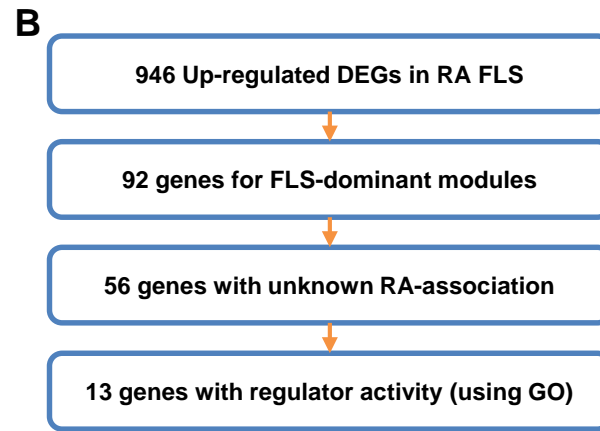 B
946 Up-regulated DEGs in RA FLS
92 genes for FLS-dominant modules
56 genes with unknown RA-association
13 genes with regulator activity (using GO)